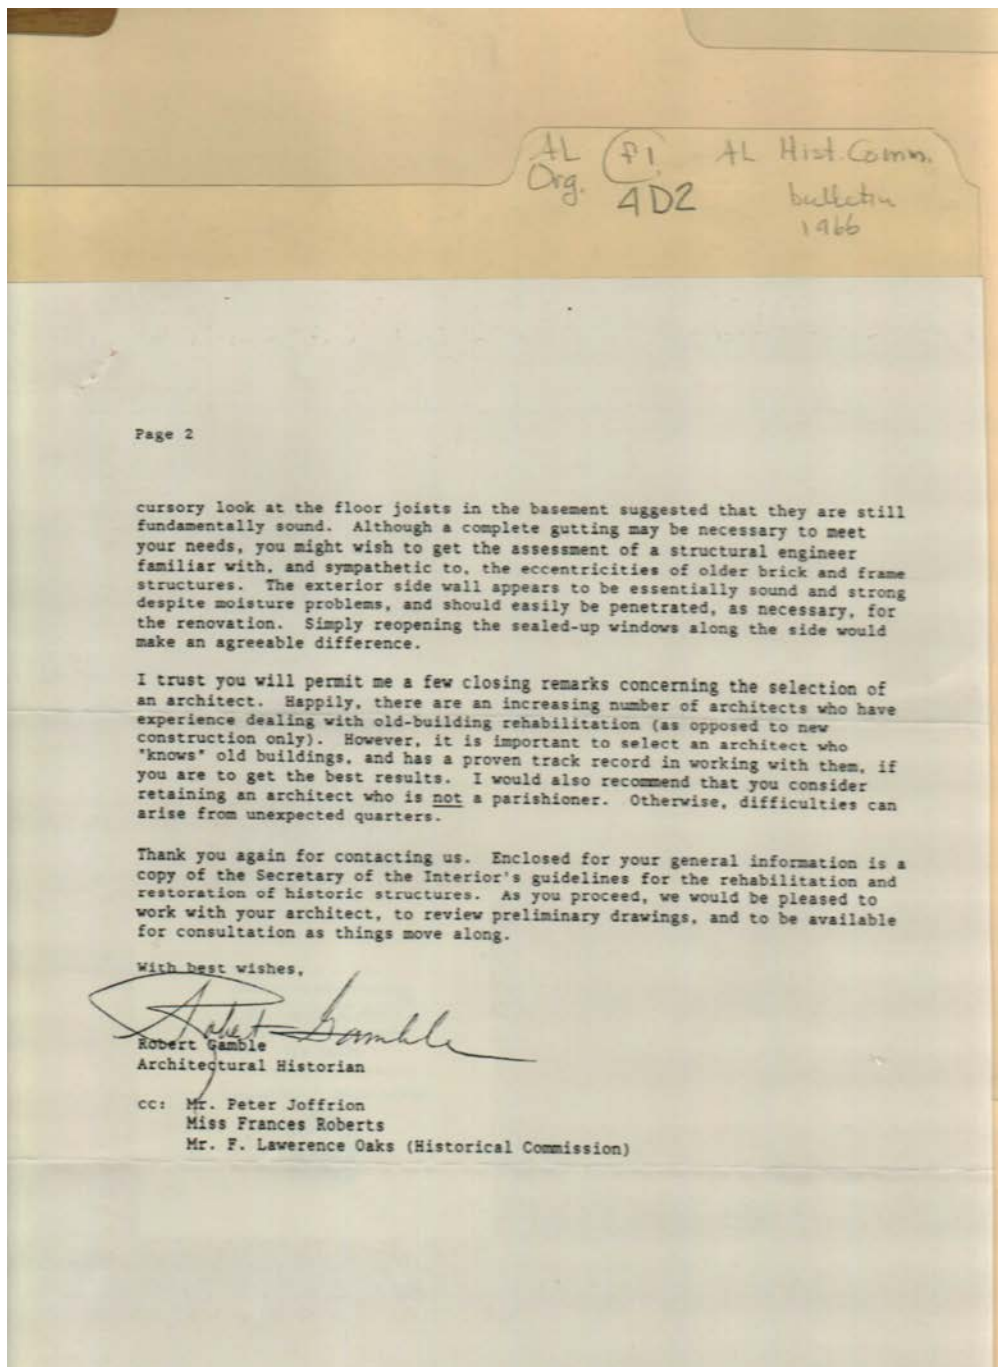 AL (f1) AL Hist. Comm.
Org. 4D2 bulletin
1966
Page 2
cursory look at the floor joists in the basement suggested that they are still
fundamentally sound.  Although a complete gutting may be necessary to meet
your needs, you might wish to get the assessment of a structural engineer
familiar with, and sympathetic to, the eccentricities of older brick and frame
structures.  The exterior side wall appears to be essentially sound and strong
despite moisture problems, and should easily be penetrated, as necessary, for
the renovation.  Simply reopening the sealed-up windows along the side would
make an agreeable difference.
I trust you will permit me a few closing remarks concerning the selection of
an architect.  Happily, there are an increasing number of architects who have
experience dealing with old-building rehabilitation (as opposed to new
construction only).  However, it is important to select an architect who
"knows" old buildings, and has a proven track record in working with them, if
you are to get the best results.  I would also recommend that you consider
retaining an architect who is not a parishioner.  Otherwise, difficulties can
arise from unexpected quarters.
Thank you again for contacting us.  Enclosed for your general information is a
copy of the Secretary of the Interior's guidelines for the rehabilitation and
restoration of historic structures.  As you proceed, we would be pleased to
work with your architect, to review preliminary drawings, and to be available
for consultation as things move along.
With best wishes,
Robert Gamble
Robert Gamble
Architectural Historian
cc:  Mr. Peter Joffrion
Miss Frances Roberts
Mr. F. Lawerence Oaks (Historical Commission)